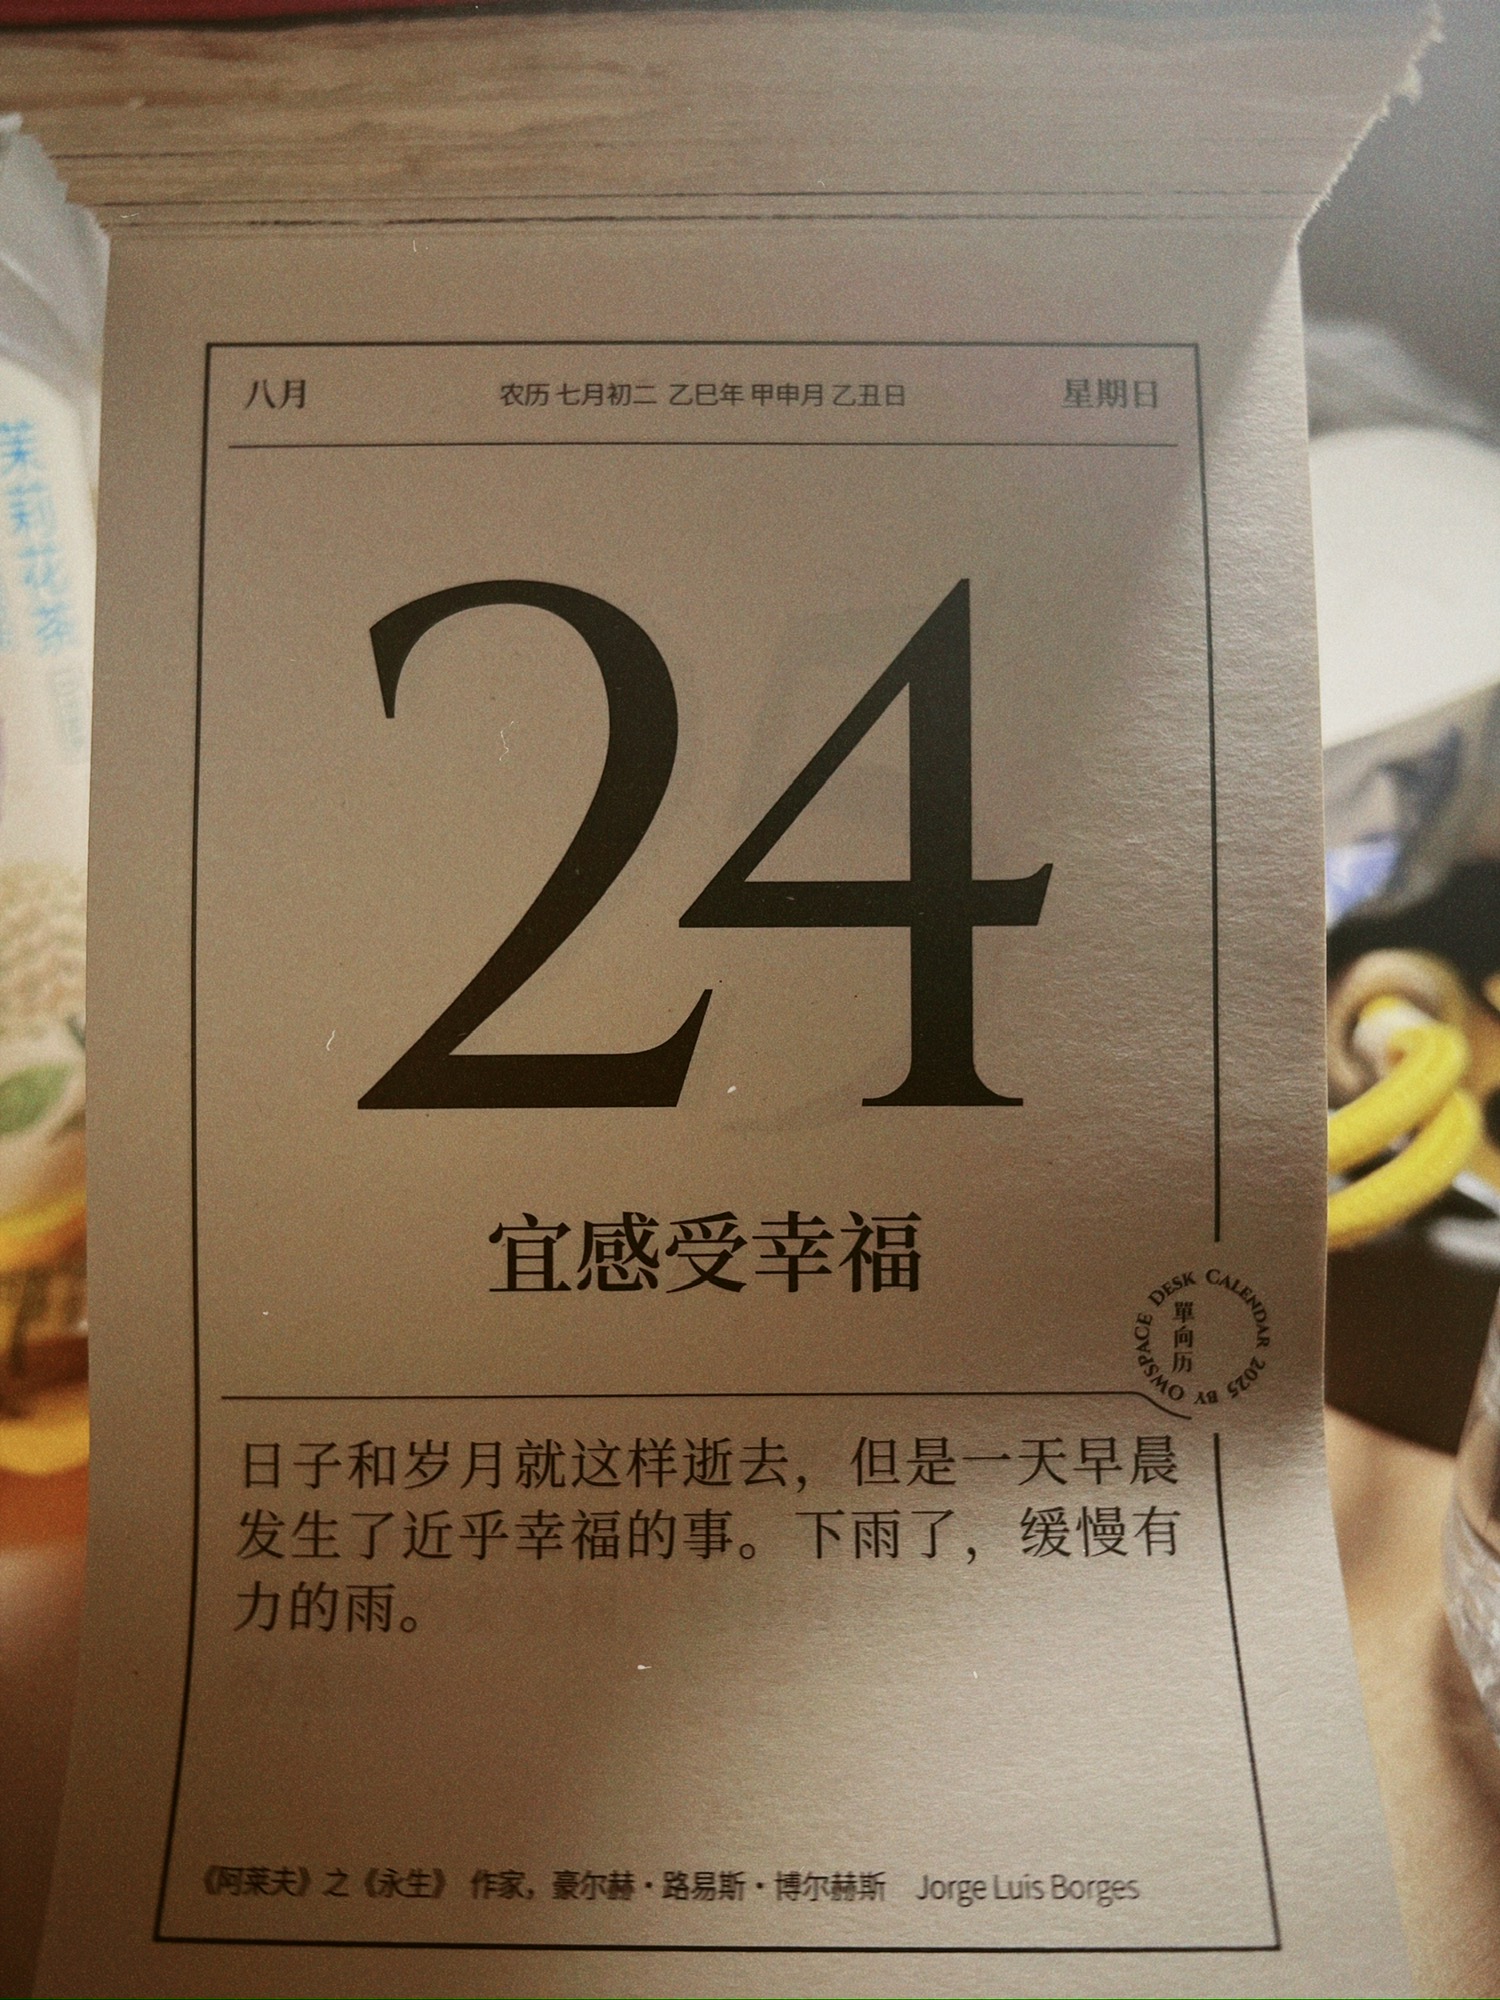 八月
农历 七月初二 乙巳年 甲申月 乙丑日
星期日
24
宜感受幸福
OWSPACE DESK CALENDAR 2025 BY
單向历
日子和岁月就这样逝去，但是一天早晨
发生了近乎幸福的事。下雨了，缓慢有
力的雨。
《阿莱夫》之《永生》 作家，豪尔赫·路易斯·博尔赫斯 Jorge Luis Borges
茉莉花茶